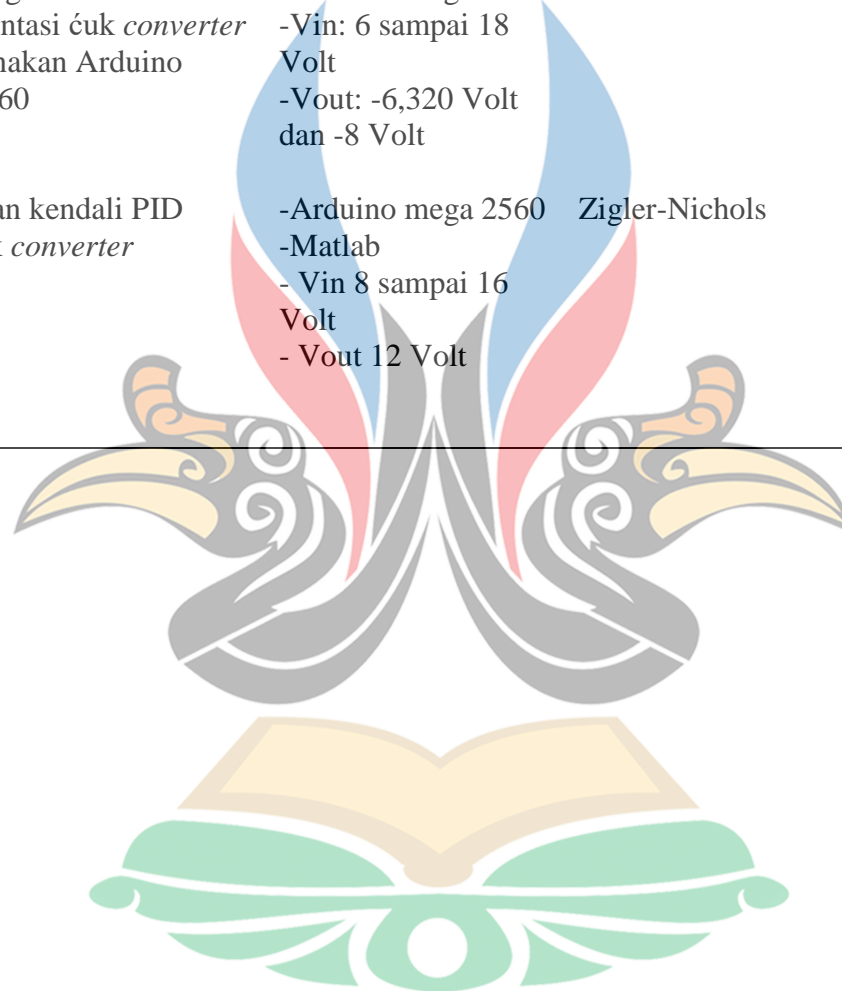 ntasi ćuk converter -Vin: 6 sampai 18
nakan Arduino Volt
60 -Vout: -6,320 Volt
dan -8 Volt
an kendali PID -Arduino mega 2560 Zigler-Nichols
converter -Matlab
- Vin 8 sampai 16
Volt
- Vout 12 Volt